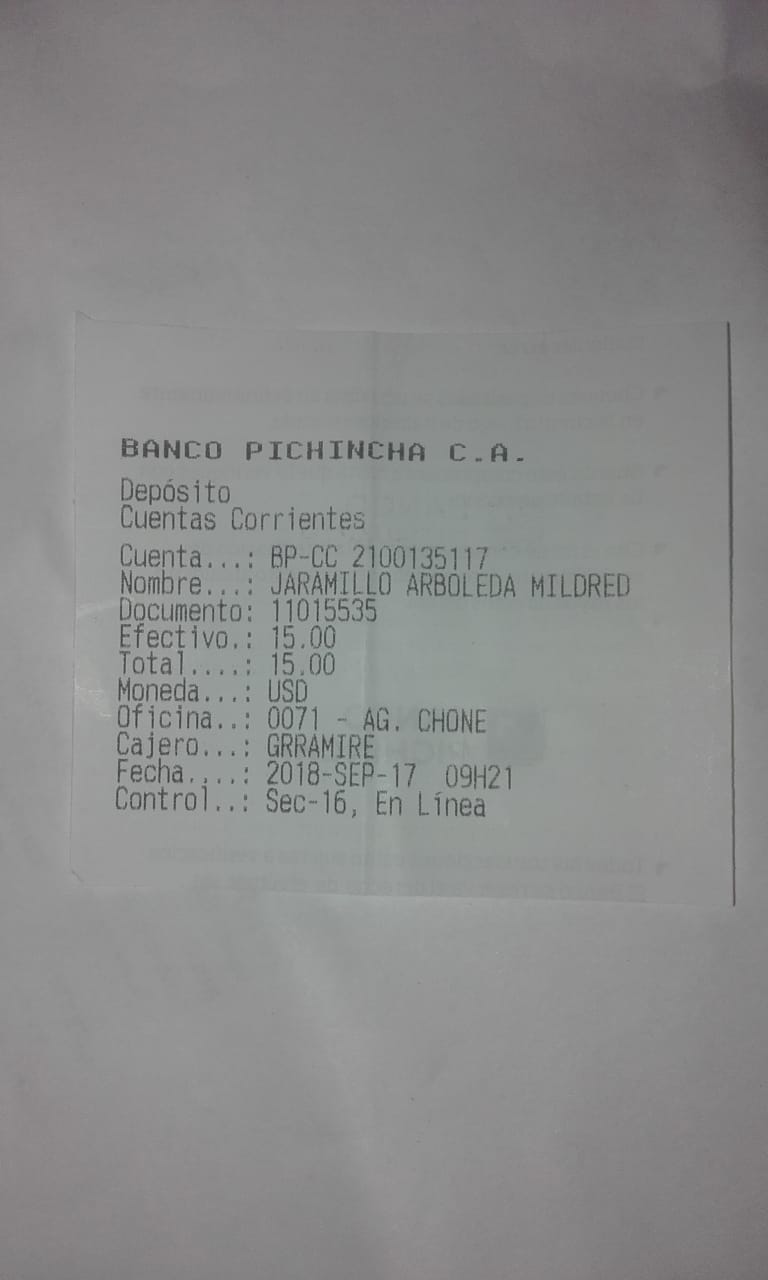 BANCO PICHINCHA C.A.
Depósito
Cuentas Corrientes
Cuenta...: BP-CC 2100135117
Nombre...: JARAMILLO ARBOLEDA MILDRED
Documento: 11015535
Efectivo.: 15.00
Total....: 15.00
Moneda...: USD
Oficina..: 0071 - AG. CHONE
Cajero...: GRRAMIRE
Fecha....: 2018-SEP-17 09H21
Control..: Sec-16, En Línea